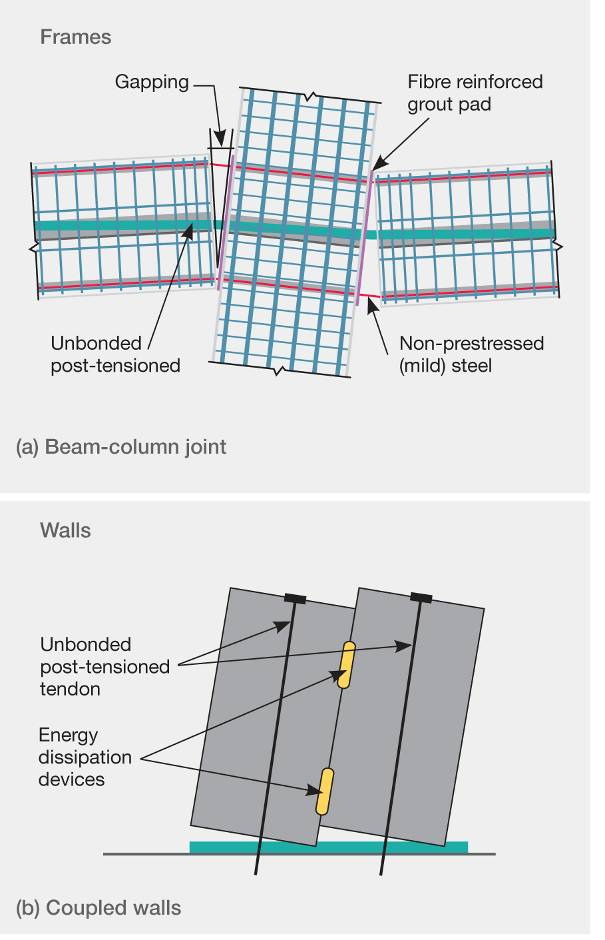 Frames
Gapping
Fibre reinforced
grout pad
Unbonded
post-tensioned
Non-prestressed
(mild) steel
(a) Beam-column joint
Walls
Unbonded
post-tensioned
tendon
Energy
dissipation
devices
(b) Coupled walls